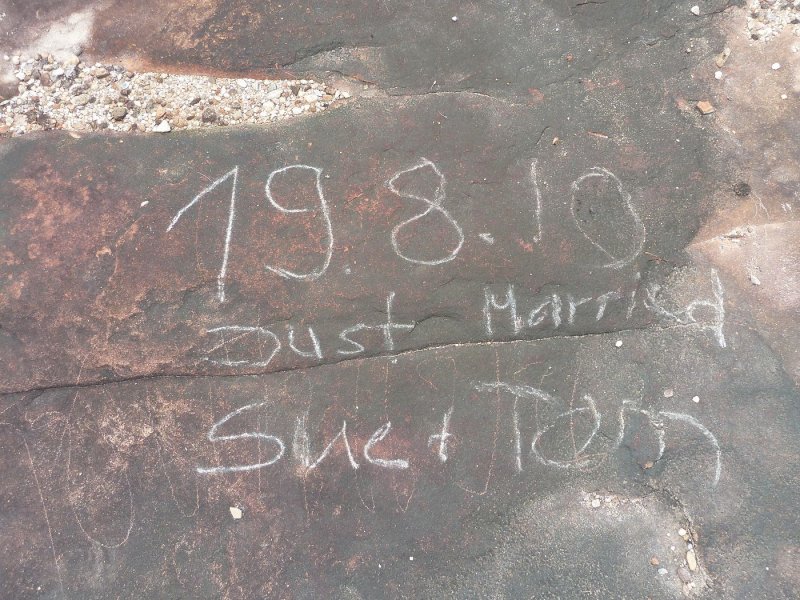 19.8.10
Just Married
Sue + Tom